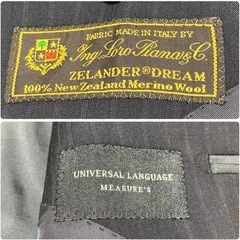 FABRIC MADE IN ITALY BY
Ing. Loro Piana & C.
ZELANDER®DREAM
100% New Zealand Merino Wool
UNIVERSAL LANGUAGE
MEASURE'S